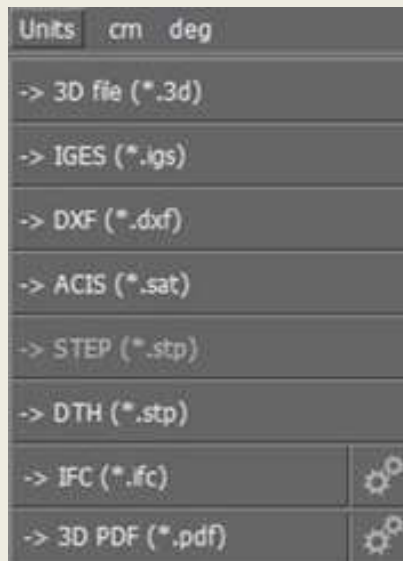 Units cm deg
-> 3D file (*.3d)
-> IGES (*.igs)
-> DXF (*.dxf)
-> ACIS (*.sat)
-> STEP (*.stp)
-> DTH (*.stp)
-> IFC (*.ifc)
-> 3D PDF (*.pdf)